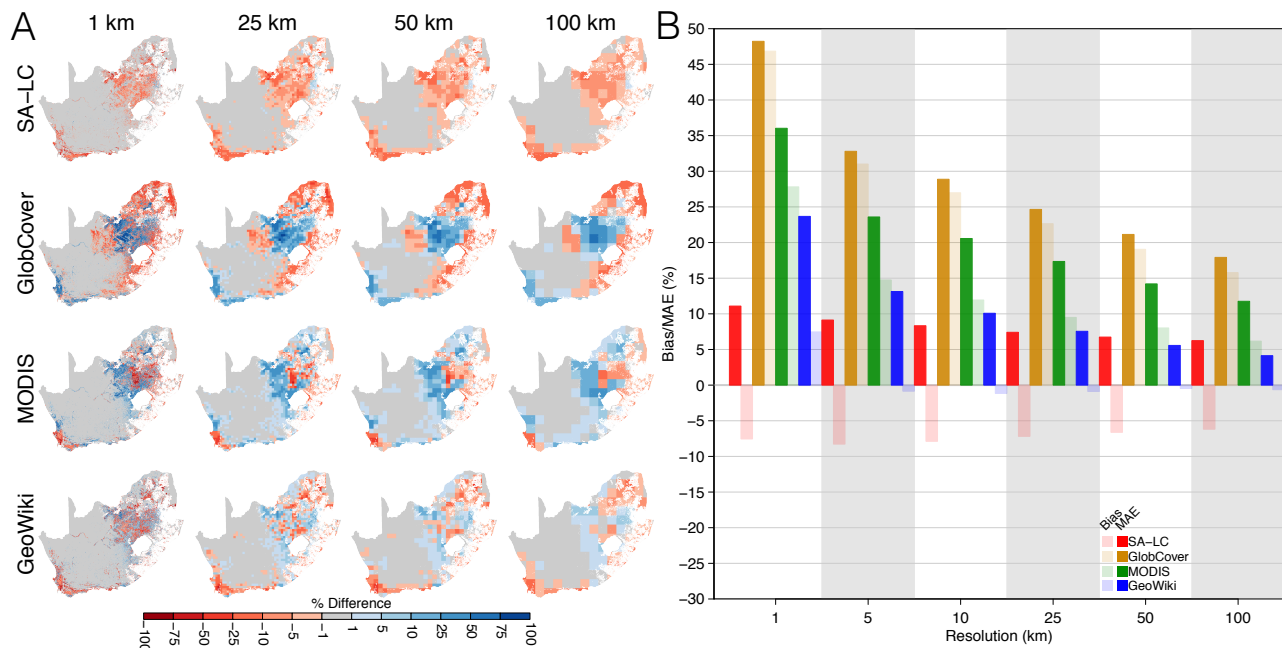 A
1 km
25 km
50 km
100 km
SA−LC
GlobCover
MODIS
GeoWiki
% Difference
−100
−75
−50
−25
−10
−5
−1
1
5
10
25
50
75
100
B
Bias/MAE (%)
50
45
40
35
30
25
20
15
10
5
0
−5
−10
−15
−20
−25
−30
Bias
MAE
SA−LC
GlobCover
MODIS
GeoWiki
1
5
10
25
50
100
Resolution (km)